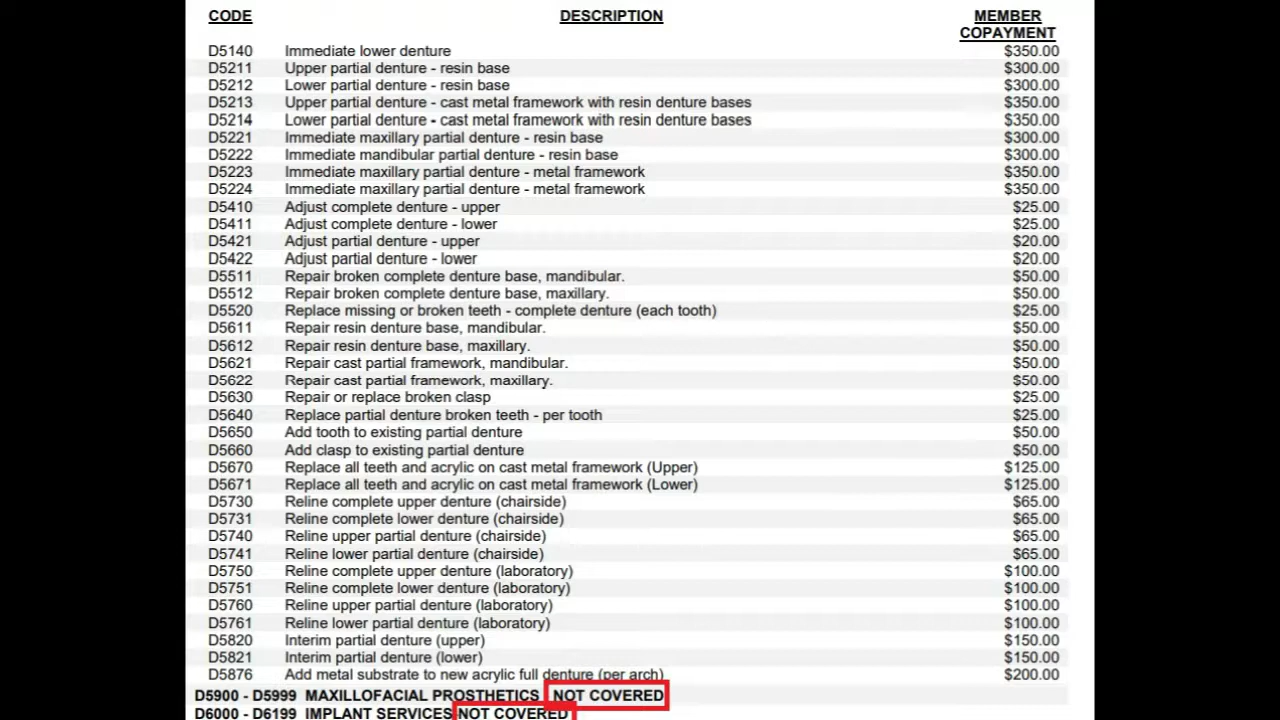 CODE DESCRIPTION MEMBER
COPAYMENT
D5140 Immediate lower denture $350.00
D5211 Upper partial denture - resin base $300.00
D5212 Lower partial denture - resin base $300.00
D5213 Upper partial denture - cast metal framework with resin denture bases $350.00
D5214 Lower partial denture - cast metal framework with resin denture bases $350.00
D5221 Immediate maxillary partial denture - resin base $300.00
D5222 Immediate mandibular partial denture - resin base $300.00
D5223 Immediate maxillary partial denture - metal framework $350.00
D5224 Immediate maxillary partial denture - metal framework $350.00
D5410 Adjust complete denture - upper $25.00
D5411 Adjust complete denture - lower $25.00
D5421 Adjust partial denture - upper $20.00
D5422 Adjust partial denture - lower $20.00
D5511 Repair broken complete denture base, mandibular. $50.00
D5512 Repair broken complete denture base, maxillary. $50.00
D5520 Replace missing or broken teeth - complete denture (each tooth) $25.00
D5611 Repair resin denture base, mandibular. $50.00
D5612 Repair resin denture base, maxillary. $50.00
D5621 Repair cast partial framework, mandibular. $50.00
D5622 Repair cast partial framework, maxillary. $50.00
D5630 Repair or replace broken clasp $25.00
D5640 Replace partial denture broken teeth - per tooth $25.00
D5650 Add tooth to existing partial denture $50.00
D5660 Add clasp to existing partial denture $50.00
D5670 Replace all teeth and acrylic on cast metal framework (Upper) $125.00
D5671 Replace all teeth and acrylic on cast metal framework (Lower) $125.00
D5730 Reline complete upper denture (chairside) $65.00
D5731 Reline complete lower denture (chairside) $65.00
D5740 Reline upper partial denture (chairside) $65.00
D5741 Reline lower partial denture (chairside) $65.00
D5750 Reline complete upper denture (laboratory) $100.00
D5751 Reline complete lower denture (laboratory) $100.00
D5760 Reline upper partial denture (laboratory) $100.00
D5761 Reline lower partial denture (laboratory) $100.00
D5820 Interim partial denture (upper) $150.00
D5821 Interim partial denture (lower) $150.00
D5876 Add metal substrate to new acrylic full denture (per arch) $200.00
D5900 - D5999 MAXILLOFACIAL PROSTHETICS NOT COVERED
D6000 - D6199 IMPLANT SERVICES NOT COVERED